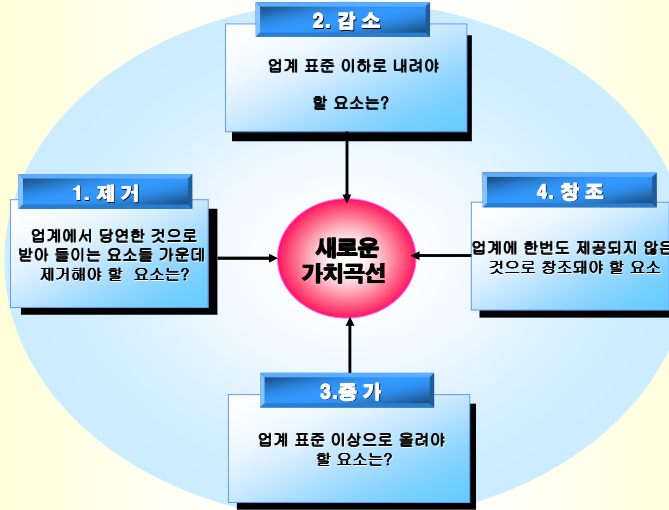 2. 감 소
업계 표준 이하로 내려야
할 요소는?
1. 제 거
업계에서 당연한 것으로
받아 들이는 요소들 가운데
제거해야 할 요소는?
새로운
가치곡선
4. 창 조
업계에 한번도 제공되지 않은
것으로 창조돼야 할 요소
3.증 가
업계 표준 이상으로 올려야
할 요소는?